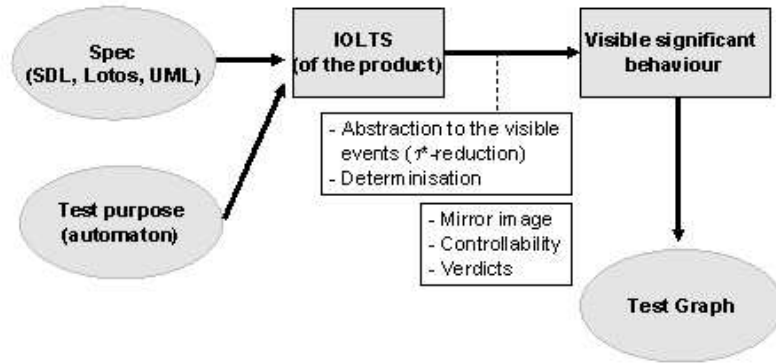 Spec
(SDL, Lotos, UML)
IOLTS
(of the product)
Visible significant
behaviour
- Abstraction to the visible
events (τ*-reduction)
- Determinisation
Test purpose
(automaton)
- Mirror image
- Controllability
- Verdicts
Test Graph